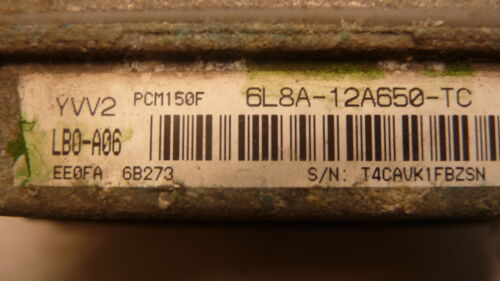 YVV2 PCM150F 6L8A-12A650-TC
LB0-A06
EE0FA 6B273 S/N: T4CAVK1FBZSN